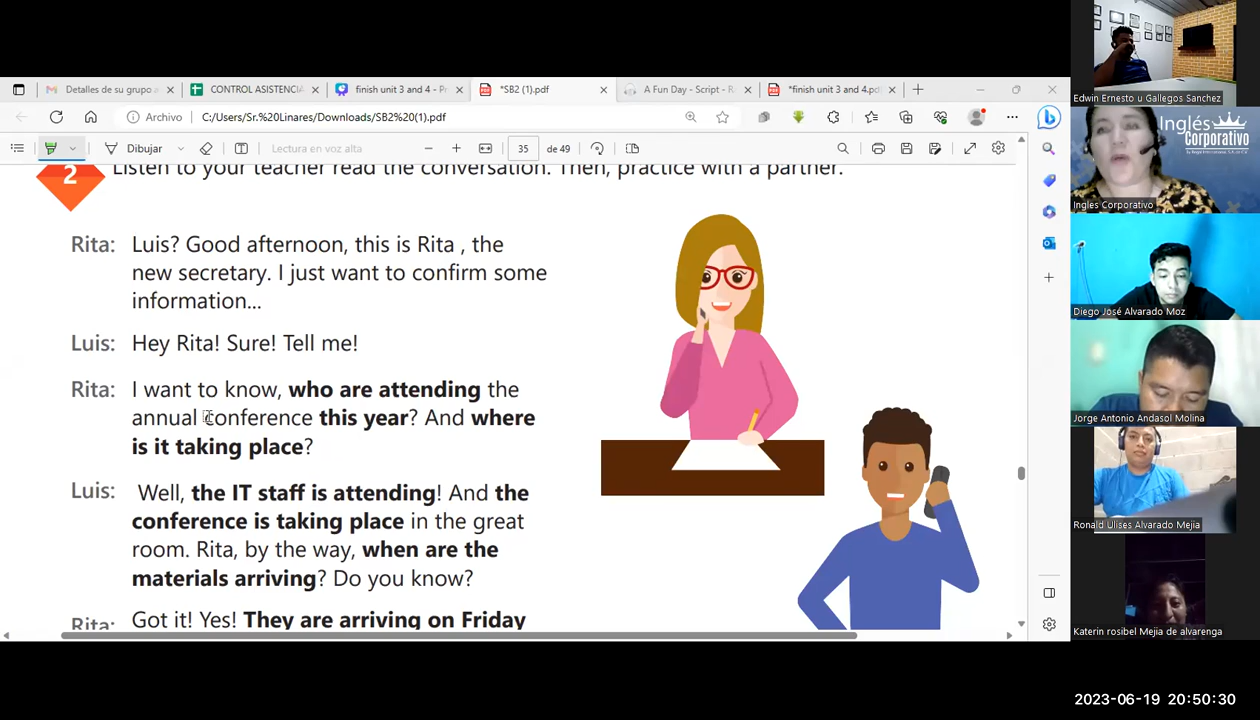 Detalles de su grupo a
CONTROL ASISTENCIA
finish unit 3 and 4 - Pr
*SB2 (1).pdf
A Fun Day - Script - R
*finish unit 3 and 4.pdf
Archivo
C:/Users/Sr.%20Linares/Downloads/SB2%20(1).pdf
Dibujar
Lectura en voz alta
35
de 49
2
Listen to your teacher read the conversation. Then, practice with a partner.
Rita: Luis? Good afternoon, this is Rita , the
new secretary. I just want to confirm some
information...
Luis: Hey Rita! Sure! Tell me!
Rita: I want to know, who are attending the
annual conference this year? And where
is it taking place?
Luis: Well, the IT staff is attending! And the
conference is taking place in the great
room. Rita, by the way, when are the
materials arriving? Do you know?
Rita: Got it! Yes! They are arriving on Friday
Edwin Ernesto u Gallegos Sanchez
Inglés
Corporativo
Ingles Corporativo
Diego José Alvarado Moz
Jorge Antonio Andasol Molina
Ronald Ulises Alvarado Mejia
Katerin rosibel Mejia de alvarenga
2023-06-19 20:50:30